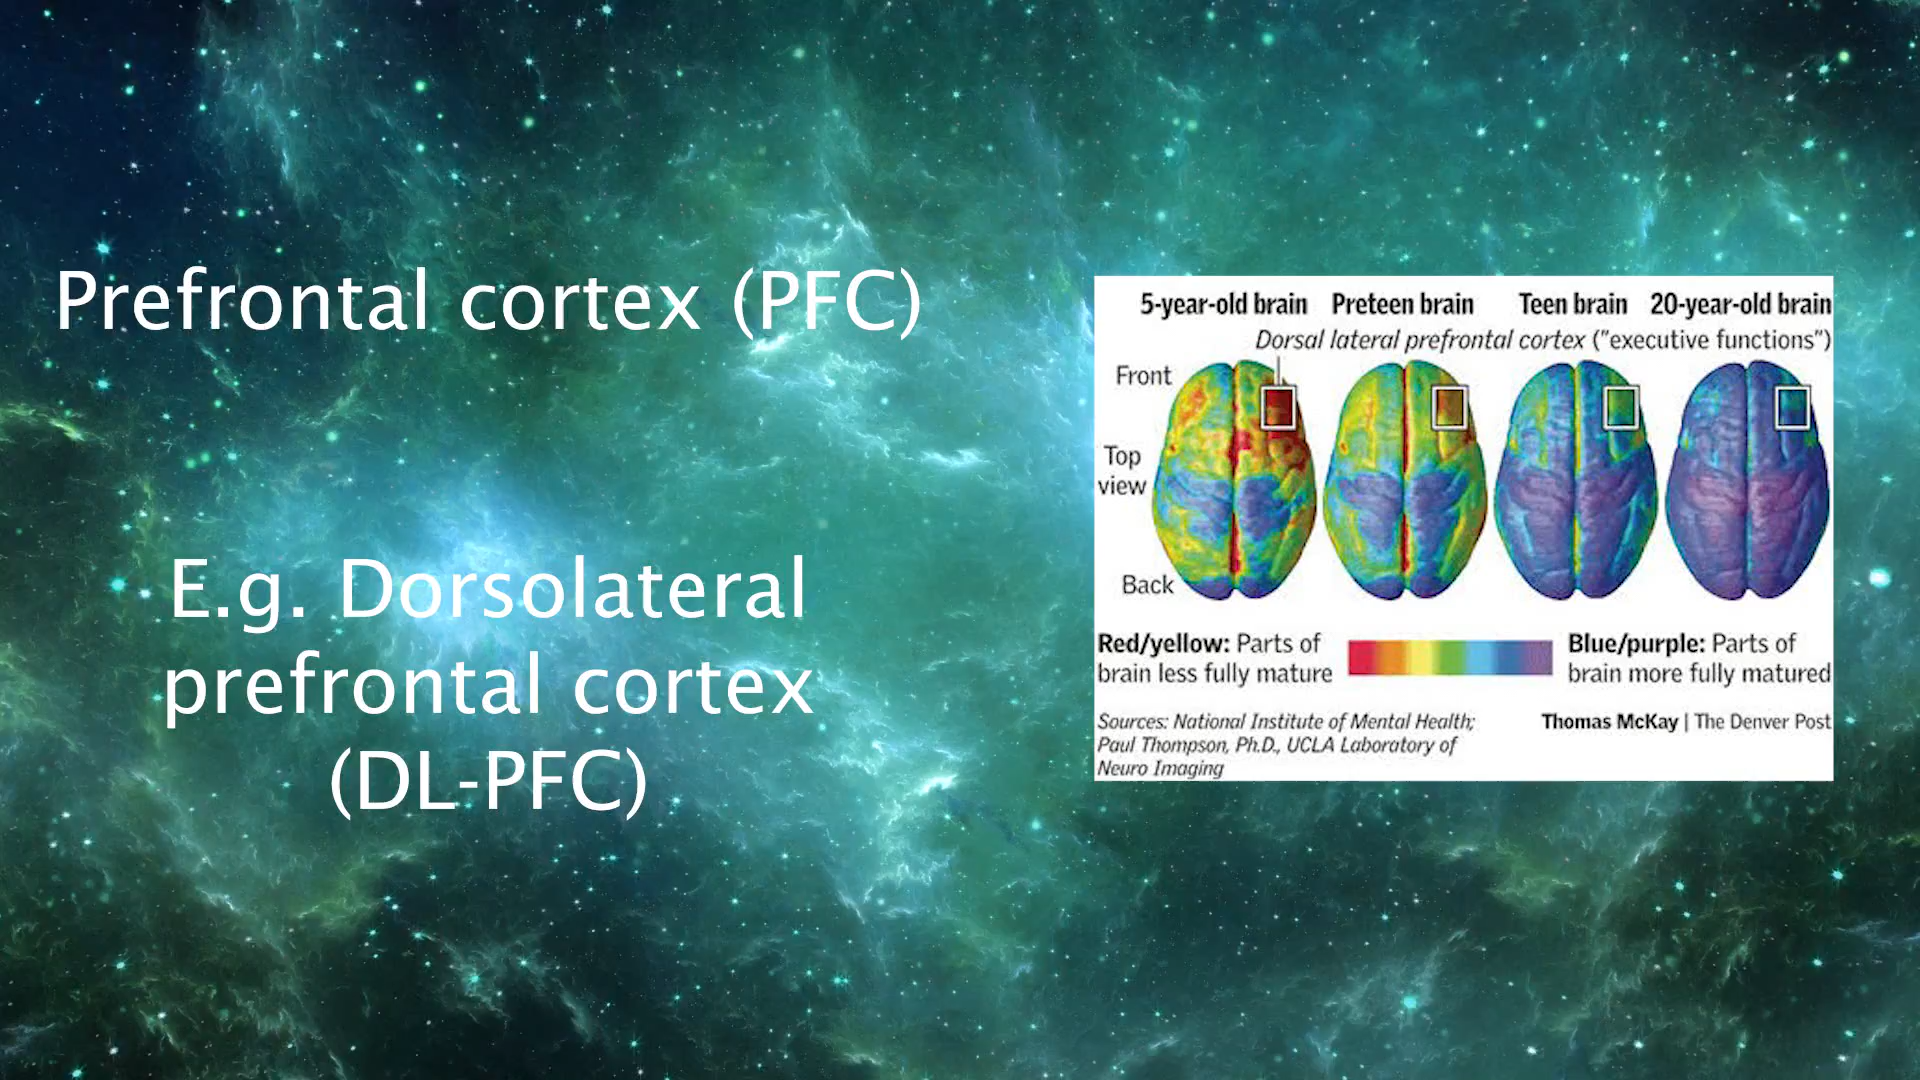 Prefrontal cortex (PFC)
E.g. Dorsolateral
prefrontal cortex
(DL-PFC)
5-year-old brain Preteen brain Teen brain 20-year-old brain
Dorsal lateral prefrontal cortex ("executive functions")
Front
Top
view
Back
Red/yellow: Parts of
brain less fully mature
Blue/purple: Parts of
brain more fully matured
Sources: National Institute of Mental Health;
Paul Thompson, Ph.D., UCLA Laboratory of
Neuro Imaging
Thomas McKay | The Denver Post